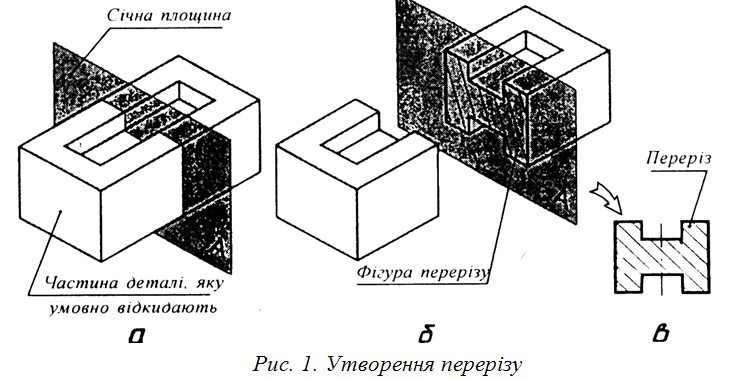 Січна площина
Переріз
А
А
Фігура перерізу
Частина деталі, яку
умовно відкидають
а
б
в
Рис. 1. Утворення перерізу